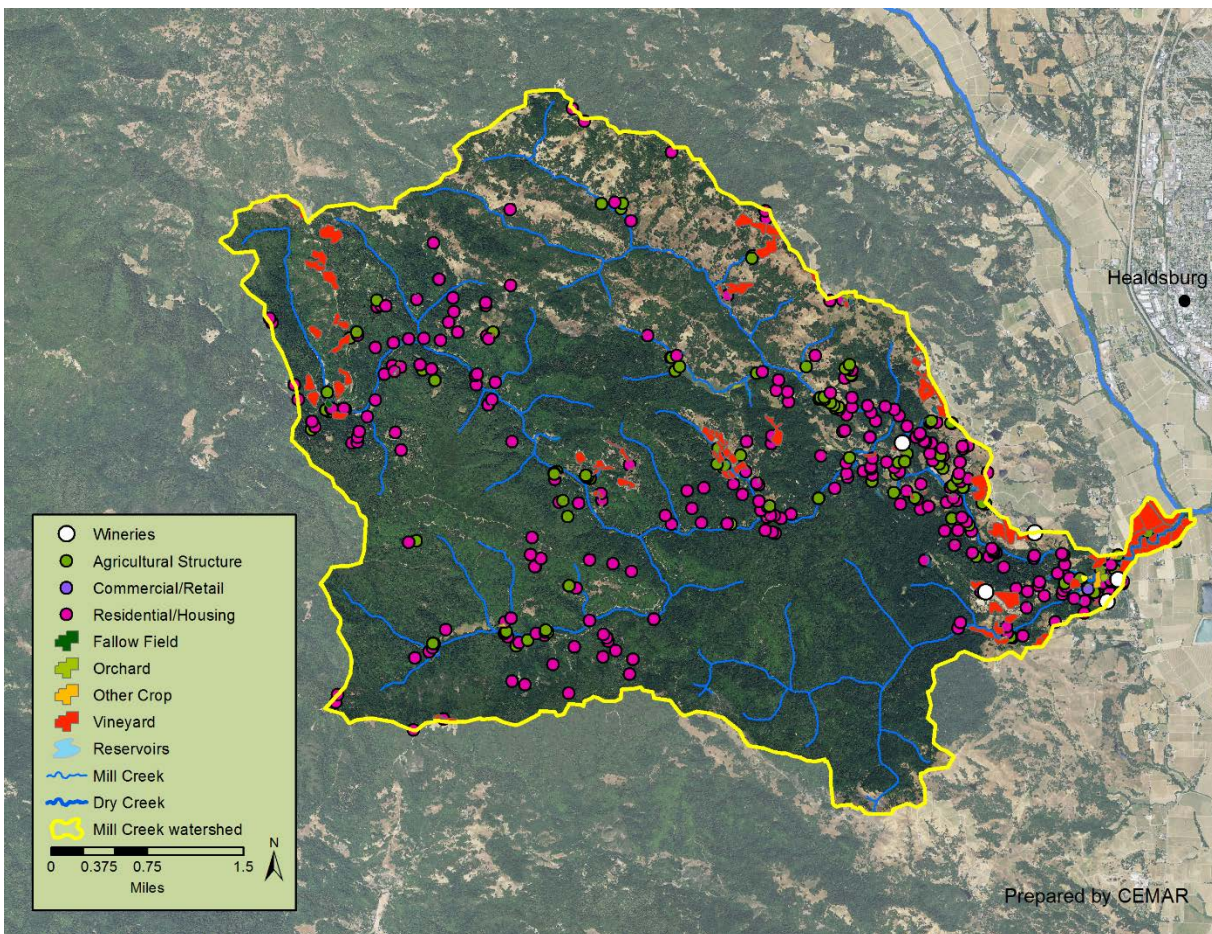 Healdsburg
Wineries
Agricultural Structure
Commercial/Retail
Residential/Housing
Fallow Field
Orchard
Other Crop
Vineyard
Reservoirs
Mill Creek
Dry Creek
Mill Creek watershed
N
0 0.375 0.75 1.5
Miles
Prepared by CEMAR